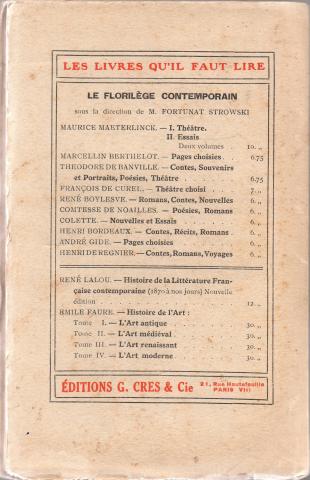 LES LIVRES QU'IL FAUT LIRE
LE FLORILÈGE CONTEMPORAIN
sous la direction de M. FORTUNAT STROWSKI
MAURICE MAETERLINCK. — I. Théâtre.
II. Essais
Deux volumes . 10. „
MARCELLIN BERTHELOT. — Pages choisies . 6.75
THEODORE DE BANVILLE. — Contes, Souvenirs
et Portraits, Poésies, Théâtre . . . . 6.75
FRANÇOIS DE CUREL. — Théâtre choisi . . 7. „
RENÉ BOYLESVE. — Romans, Contes, Nouvelles 6. „
COMTESSE DE NOAILLES. — Poésies, Romans 6. „
COLETTE. — Nouvelles et Essais . . . . 6. „
HENRI BORDEAUX. — Contes, Récits, Romans . 6. „
ANDRÉ GIDE. — Pages choisies . . . . 6. „
HENRI DE REGNIER. — Contes, Romans, Voyages 6. „
RENÉ LALOU. — Histoire de la Littérature Fran-
çaise contemporaine (1870 à nos jours) Nouvelle
édition . . . . 12. „
EMILE FAURE. — Histoire de l'Art :
Tome I. — L'Art antique . . . . 30. „
Tome II. — L'Art médiéval . . . . 30. „
Tome III. — L'Art renaissant . . . . 30. „
Tome IV. — L'Art moderne . . . . 30. „
ÉDITIONS G. CRES & Cie
21, Rue Hautefeuille
PARIS VIe